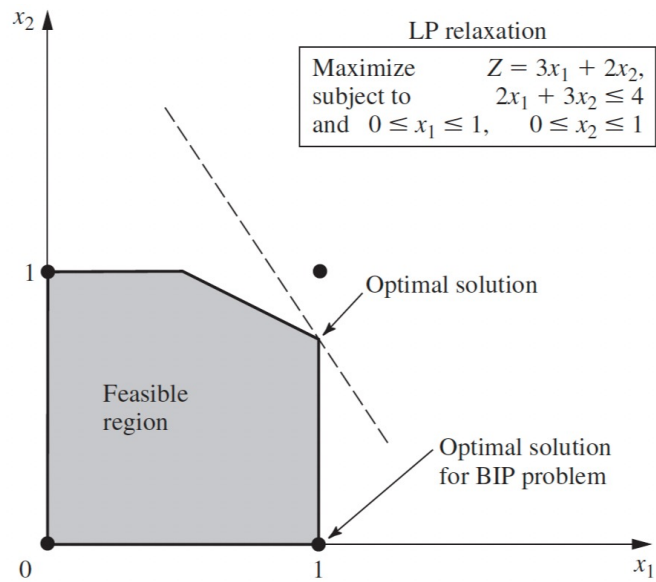 x₂
LP relaxation
Maximize Z = 3x₁ + 2x₂,
subject to 2x₁ + 3x₂ ≤ 4
and 0 ≤ x₁ ≤ 1, 0 ≤ x₂ ≤ 1
1
Optimal solution
Feasible
region
Optimal solution
for BIP problem
0
1
x₁